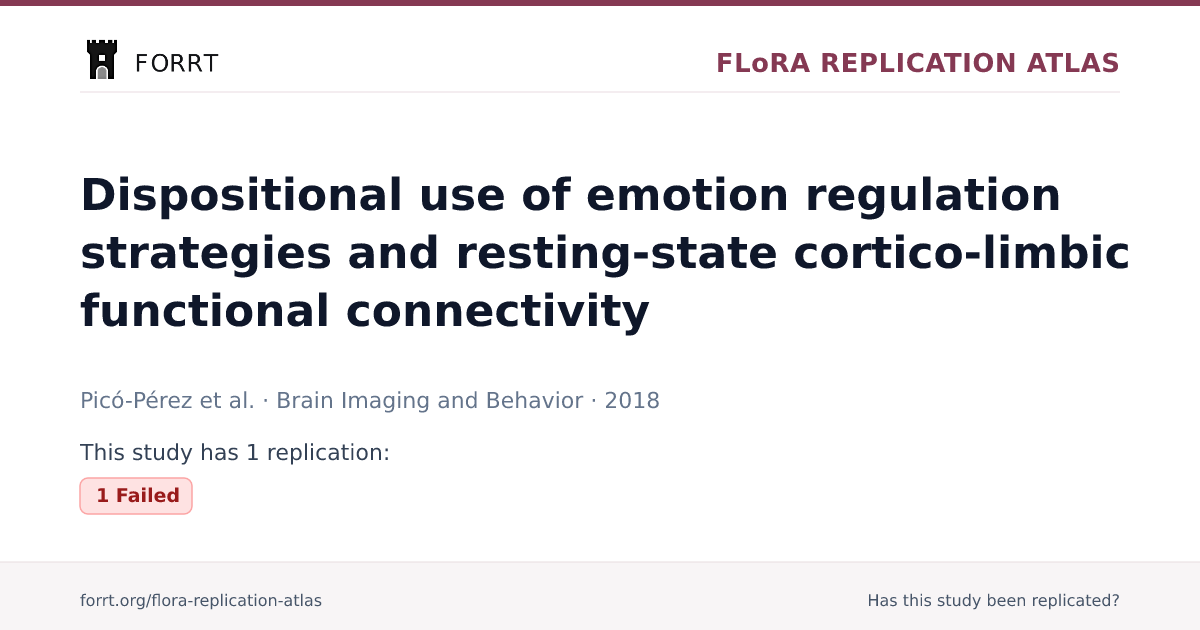 FORRT
FLoRA REPLICATION ATLAS
Dispositional use of emotion regulation
strategies and resting-state cortico-limbic
functional connectivity
Picó-Pérez et al. · Brain Imaging and Behavior · 2018
This study has 1 replication:
1 Failed
forrt.org/flora-replication-atlas
Has this study been replicated?